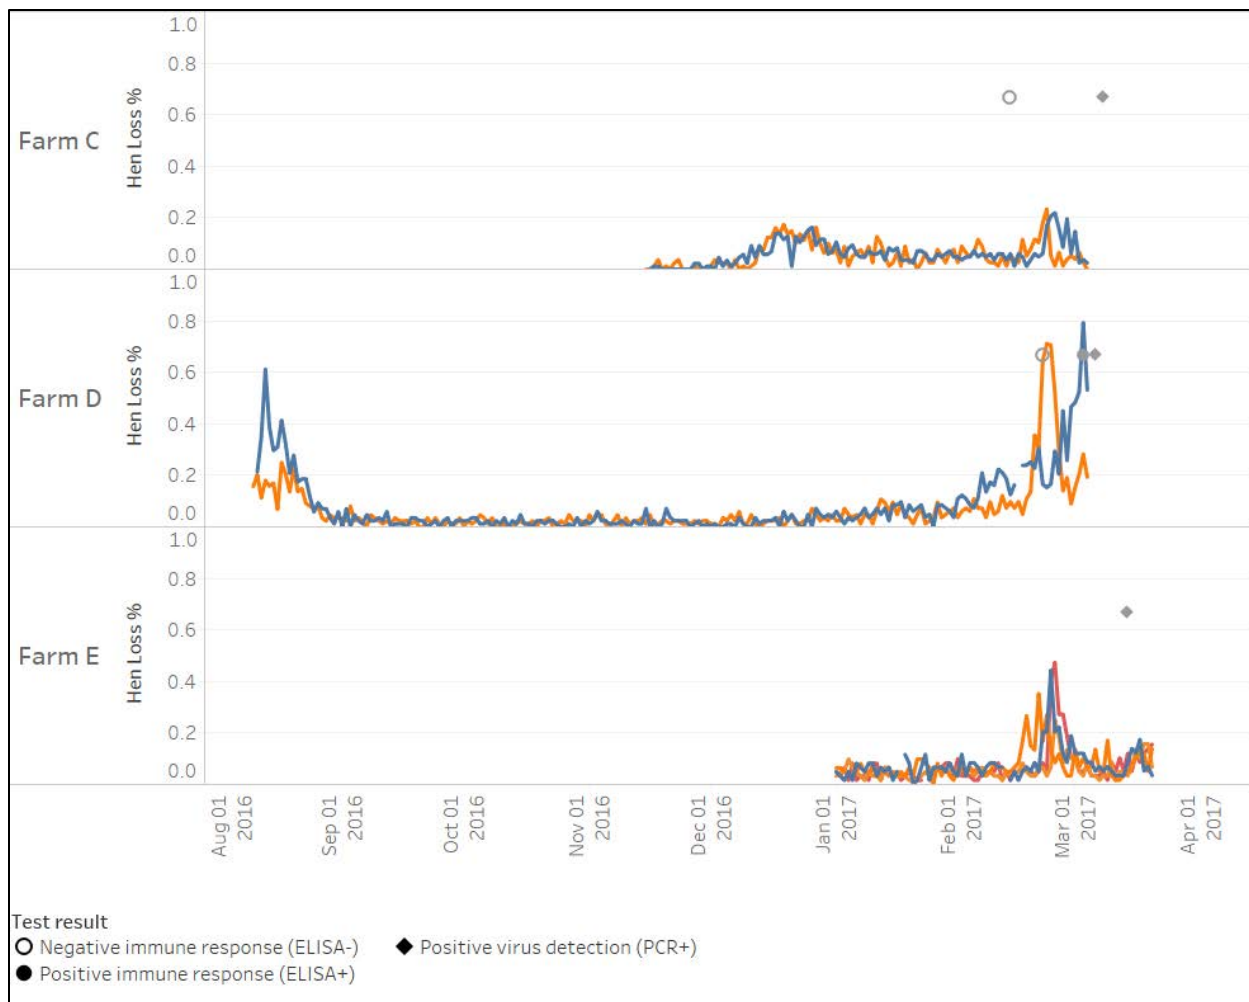 1.0
0.8
0.6
0.4
0.2
0.0
Hen Loss %
Farm C
1.0
0.8
0.6
0.4
0.2
0.0
Hen Loss %
Farm D
1.0
0.8
0.6
0.4
0.2
0.0
Hen Loss %
Farm E
Aug 01
2016
Sep 01
2016
Oct 01
2016
Nov 01
2016
Dec 01
2016
Jan 01
2017
Feb 01
2017
Mar 01
2017
Apr 01
2017
Test result
Negative immune response (ELISA-)
Positive virus detection (PCR+)
Positive immune response (ELISA+)